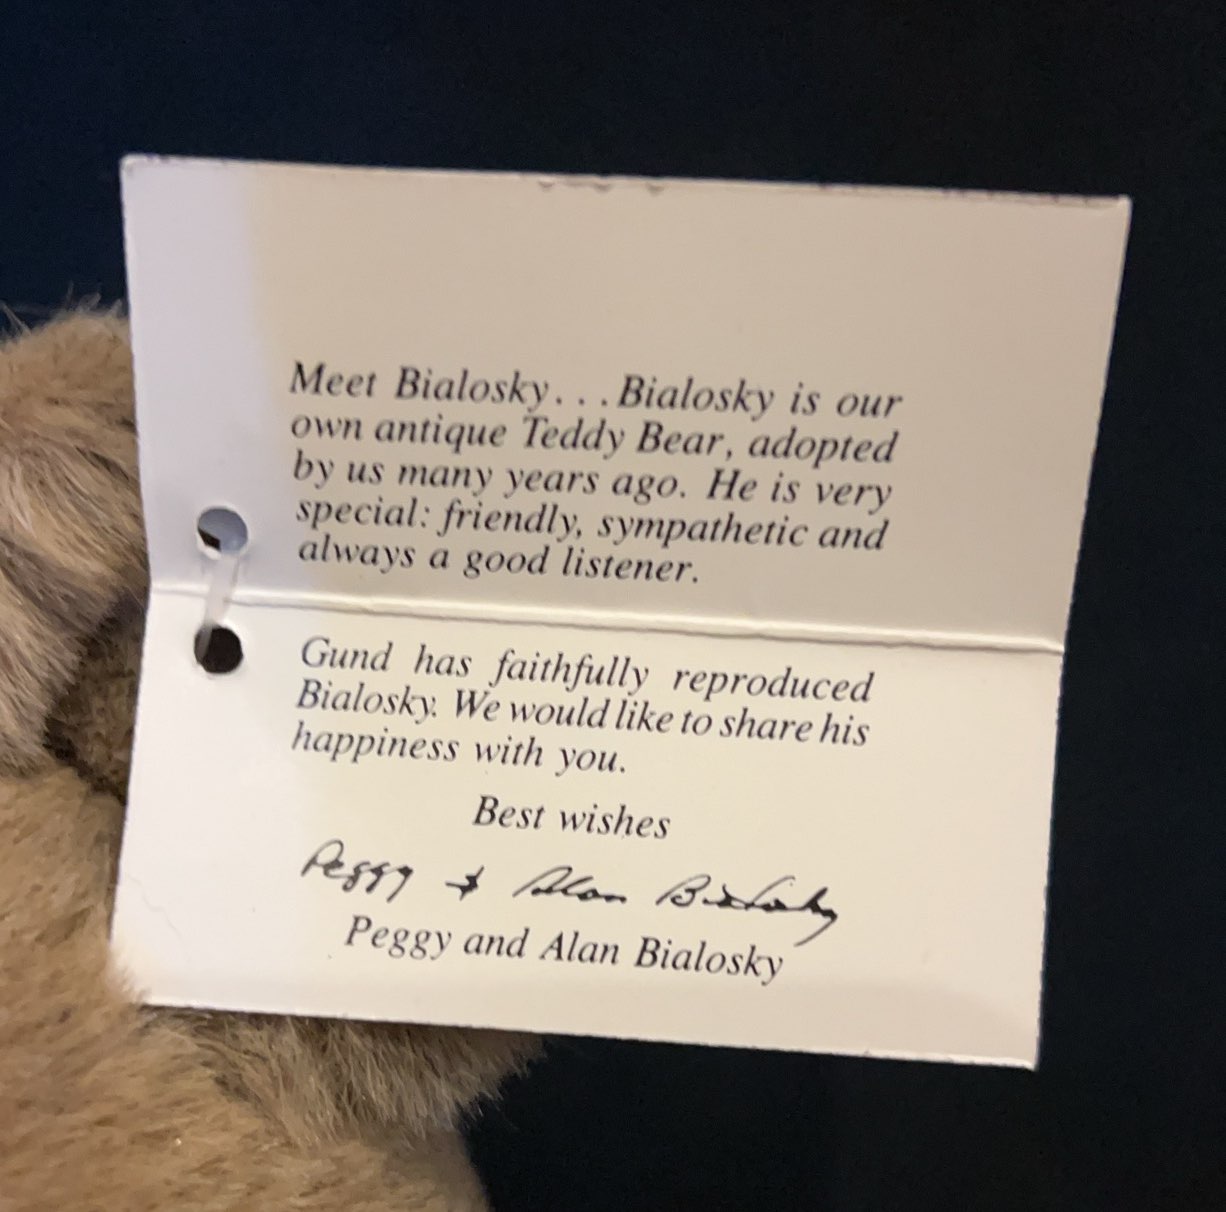 Meet Bialosky. . .Bialosky is our
own antique Teddy Bear, adopted
by us many years ago. He is very
special: friendly, sympathetic and
always a good listener.
Gund has faithfully reproduced
Bialosky. We would like to share his
happiness with you.
Best wishes
Peggy & Alan Bialosky
Peggy and Alan Bialosky